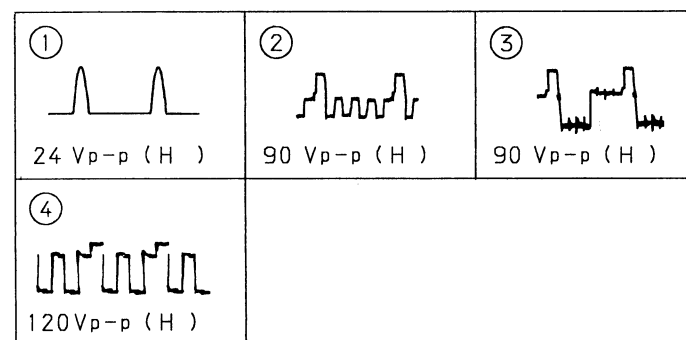 ①
24 Vp-p ( H )
②
90 Vp-p ( H )
③
90 Vp-p ( H )
④
120Vp-p ( H )